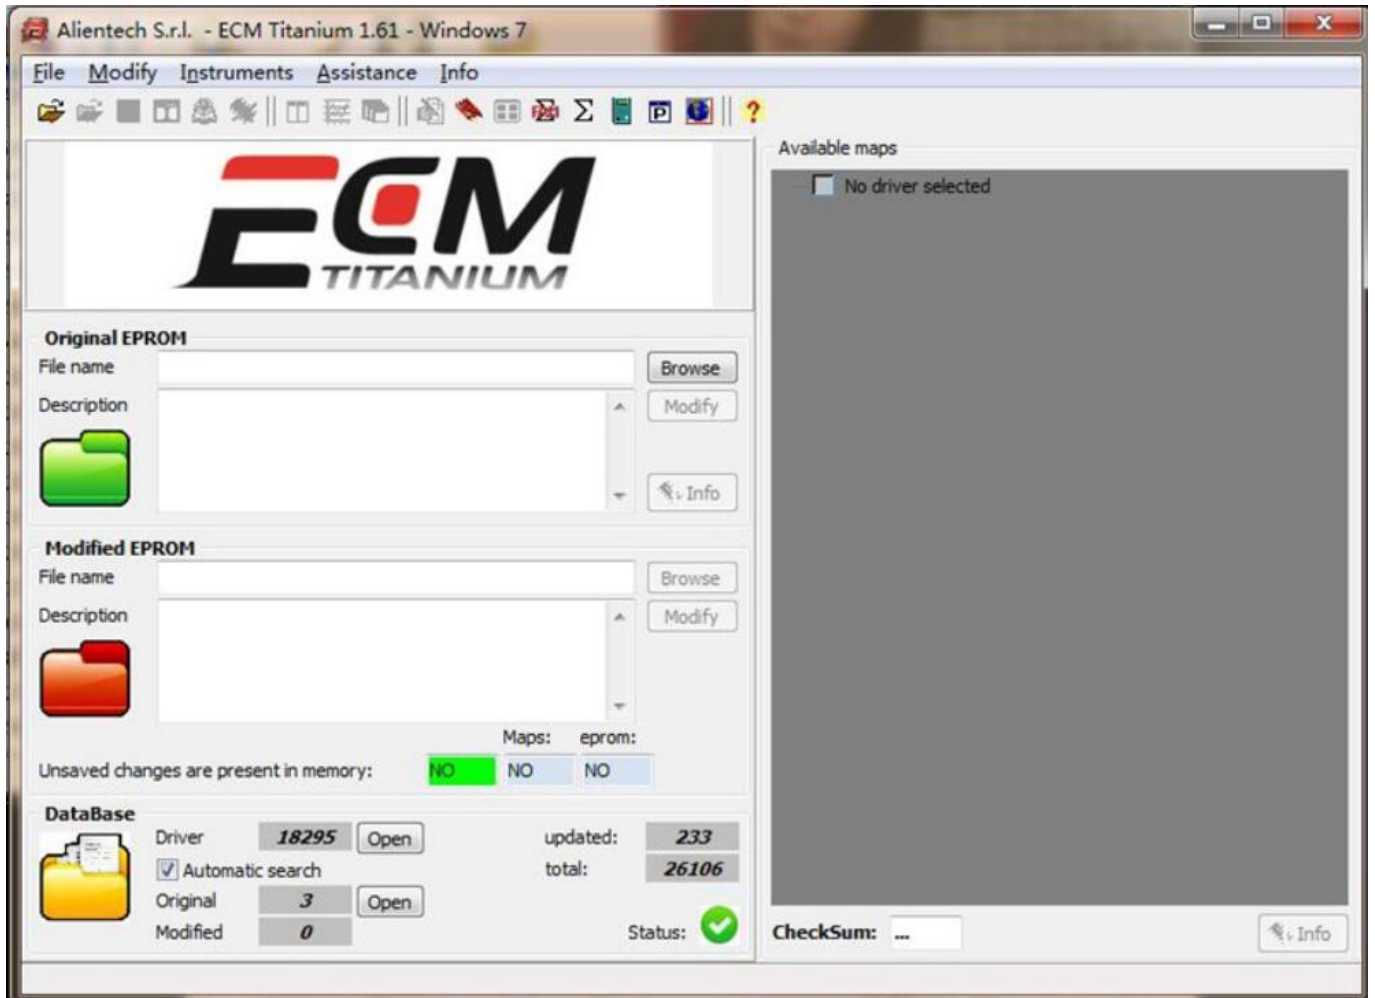 Alientech S.r.l. - ECM Titanium 1.61 - Windows 7
File Modify Instruments Assistance Info
P ?
ECM
TITANIUM
Original EPROM
File name Browse
Description Modify
Info
Modified EPROM
File name Browse
Description Modify
Maps: eprom:
Unsaved changes are present in memory: NO NO NO
DataBase
Driver 18295 Open updated: 233
Automatic search total: 26106
Original 3 Open
Modified 0 Status:
Available maps
No driver selected
CheckSum: ... Info